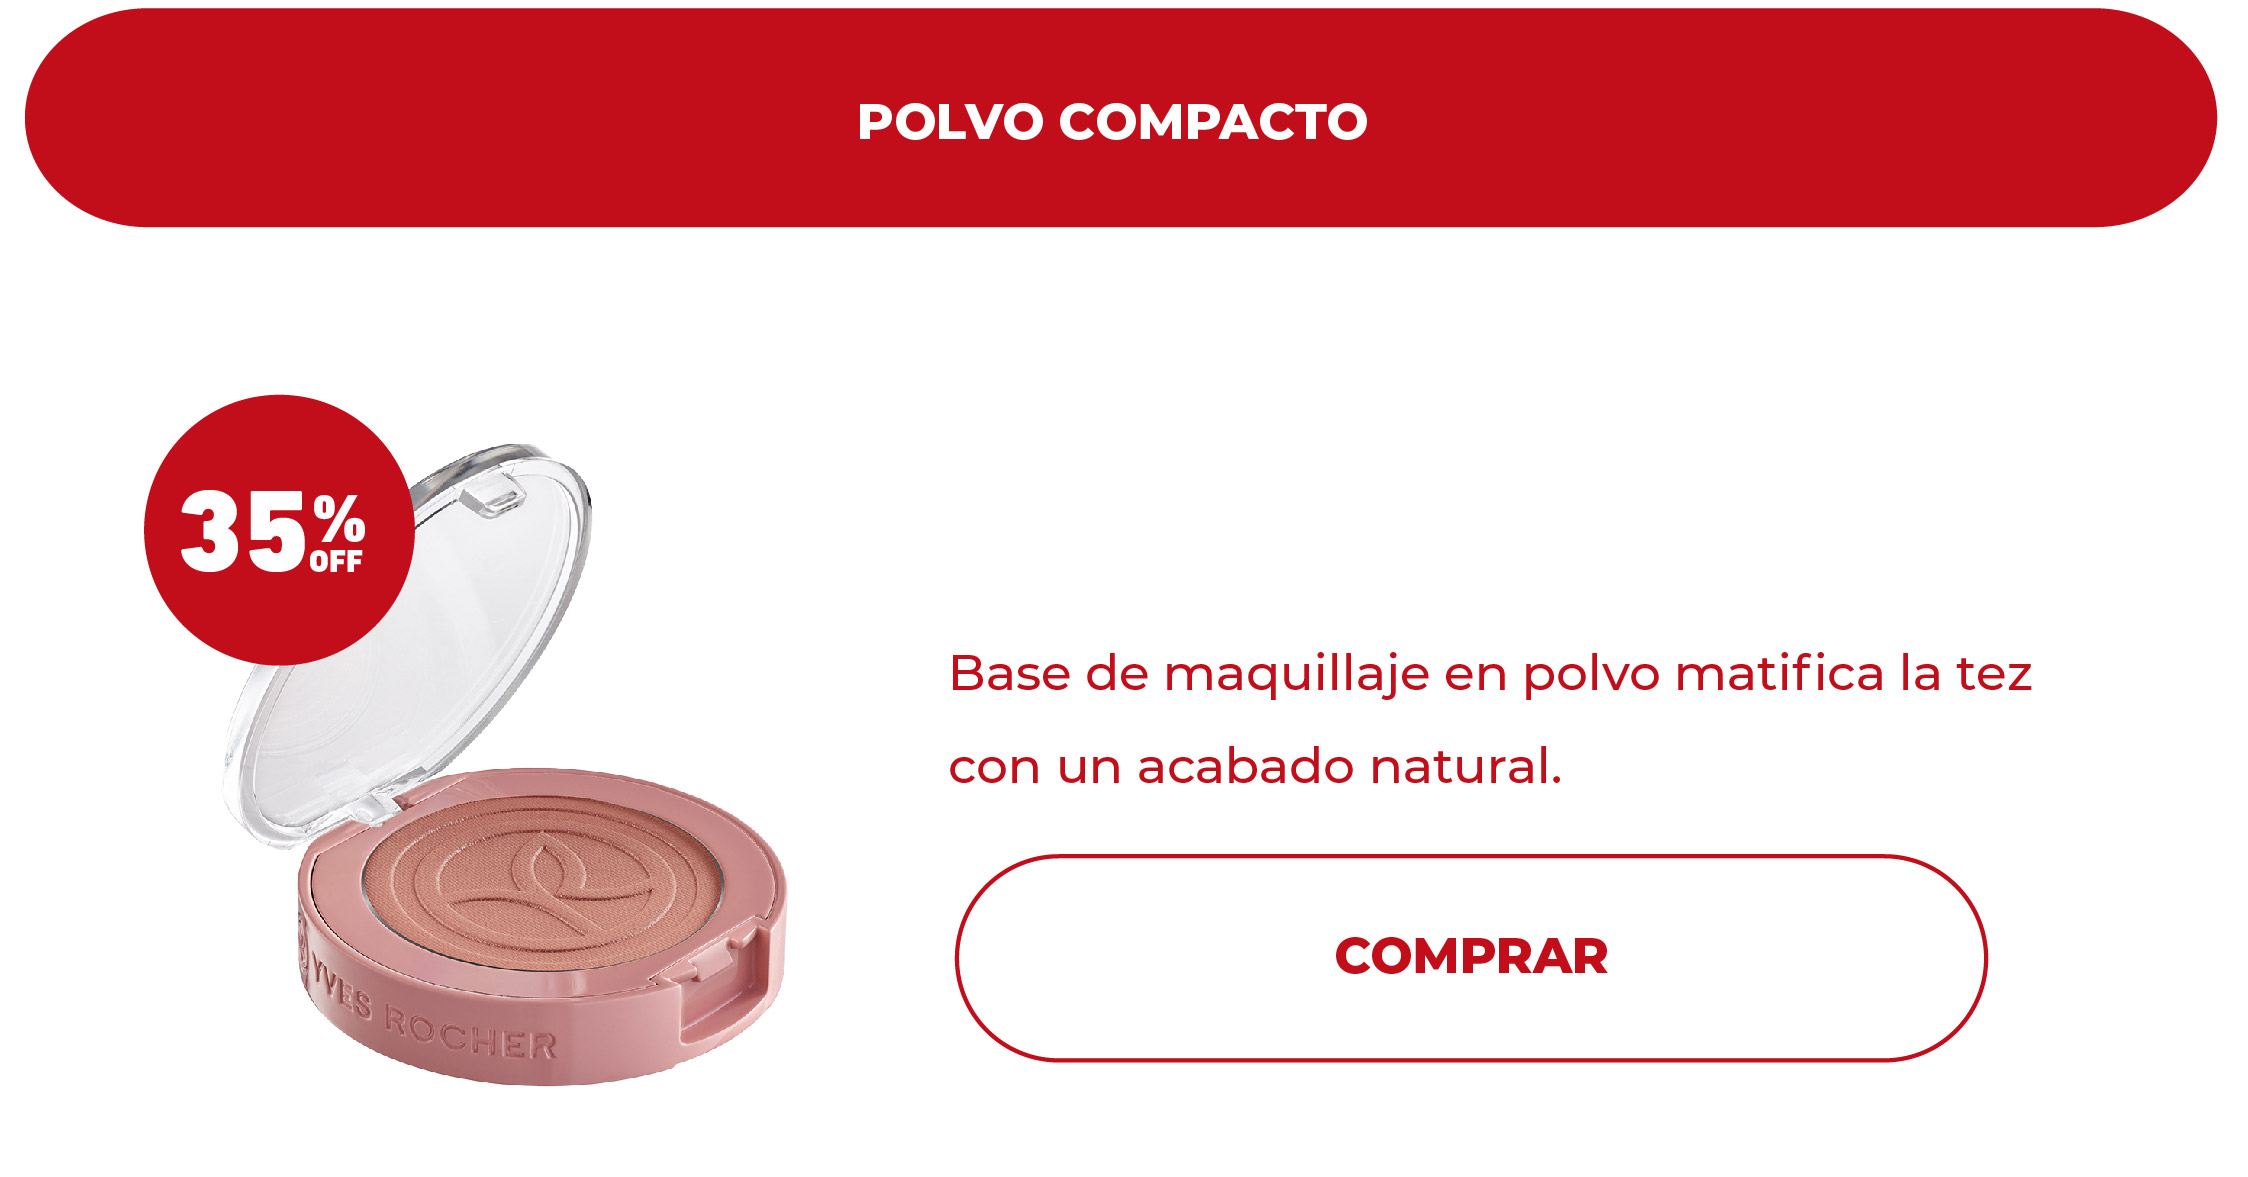 POLVO COMPACTO
35%
OFF
Base de maquillaje en polvo matifica la tez
con un acabado natural.
YVES ROCHER
COMPRAR